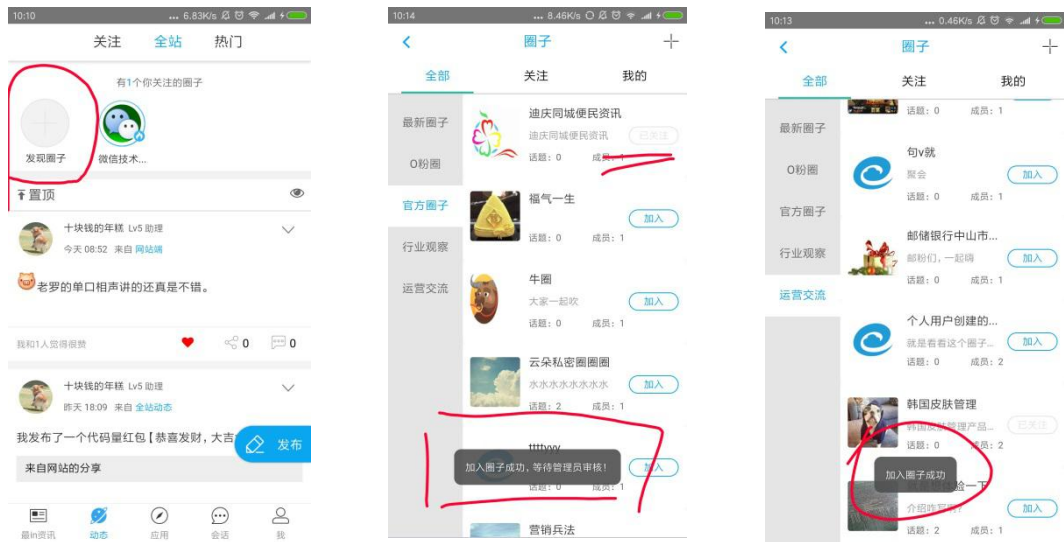 10:10
... 6.83K/s
关注 全站 热门
有1个你关注的圈子
发现圈子 微信技术...
置顶
十块钱的年糕 Lv5 助理
今天 08:52 来自 网站端
老罗的单口相声讲的还真是不错。
我和1人觉得很赞
0 0
十块钱的年糕 Lv5 助理
昨天 18:09 来自 全站动态
我发布了一个代码量红包【恭喜发财，大吉
发布
来自网站的分享
最in资讯 动态 应用 会话 我
10:14
... 8.46K/s
圈子
全部 关注 我的
最新圈子
0粉圈
官方圈子
行业观察
运营交流
迪庆同城便民资讯
迪庆同城便民资讯 已关注
话题：0 成员：1
福气一生
加入
话题：0 成员：1
牛圈
大家一起吹 加入
话题：0 成员：1
云朵私密圈圈圈
水水水水水水水水 加入
话题：2 成员：1
ttttyyy
加入圈子成功，等待管理员审核！
加入
话题：0 成员：1
营销兵法
10:13
... 0.46K/s
圈子
全部 关注 我的
最新圈子
0粉圈
官方圈子
行业观察
运营交流
话题：0 成员：1
句v就
聚会 加入
话题：0 成员：1
邮储银行中山市...
邮粉们，一起嗨 加入
话题：0 成员：1
个人用户创建的...
就是看看这个圈子... 加入
话题：0 成员：2
韩国皮肤管理
韩国皮肤管理产品... 已关注
话题：0 成员：2
加入圈子成功
验一下
加入
话题：2 成员：1